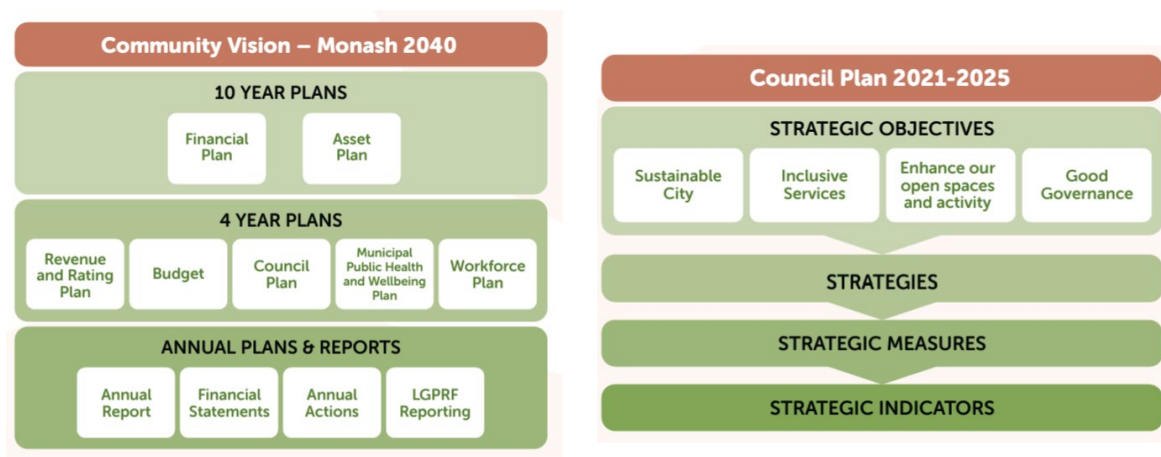 Community Vision – Monash 2040
10 YEAR PLANS
Financial
Plan
Asset
Plan
4 YEAR PLANS
Revenue
and Rating
Plan
Budget
Council
Plan
Municipal
Public Health
and Wellbeing
Plan
Workforce
Plan
ANNUAL PLANS & REPORTS
Annual
Report
Financial
Statements
Annual
Actions
LGPRF
Reporting
Council Plan 2021-2025
STRATEGIC OBJECTIVES
Sustainable
City
Inclusive
Services
Enhance our
open spaces
and activity
Good
Governance
STRATEGIES
STRATEGIC MEASURES
STRATEGIC INDICATORS